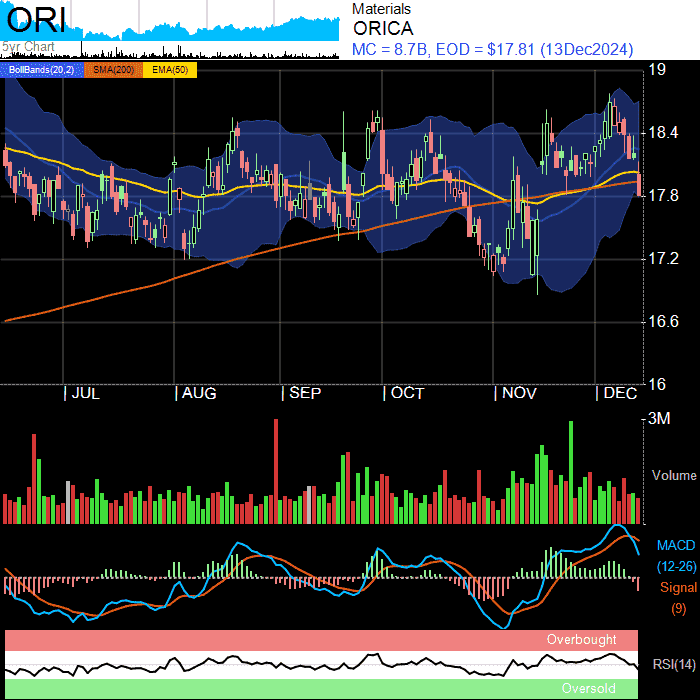 ORI
5yr Chart
Materials
ORICA
MC = 8.7B, EOD = $17.81 (13Dec2024)
BollBands(20,2) SMA(200) EMA(50)
19
18.4
17.8
17.2
16.6
16
JUL AUG SEP OCT NOV DEC
3M
Volume
MACD
(12-26)
Signal
(9)
Overbought
RSI(14)
Oversold